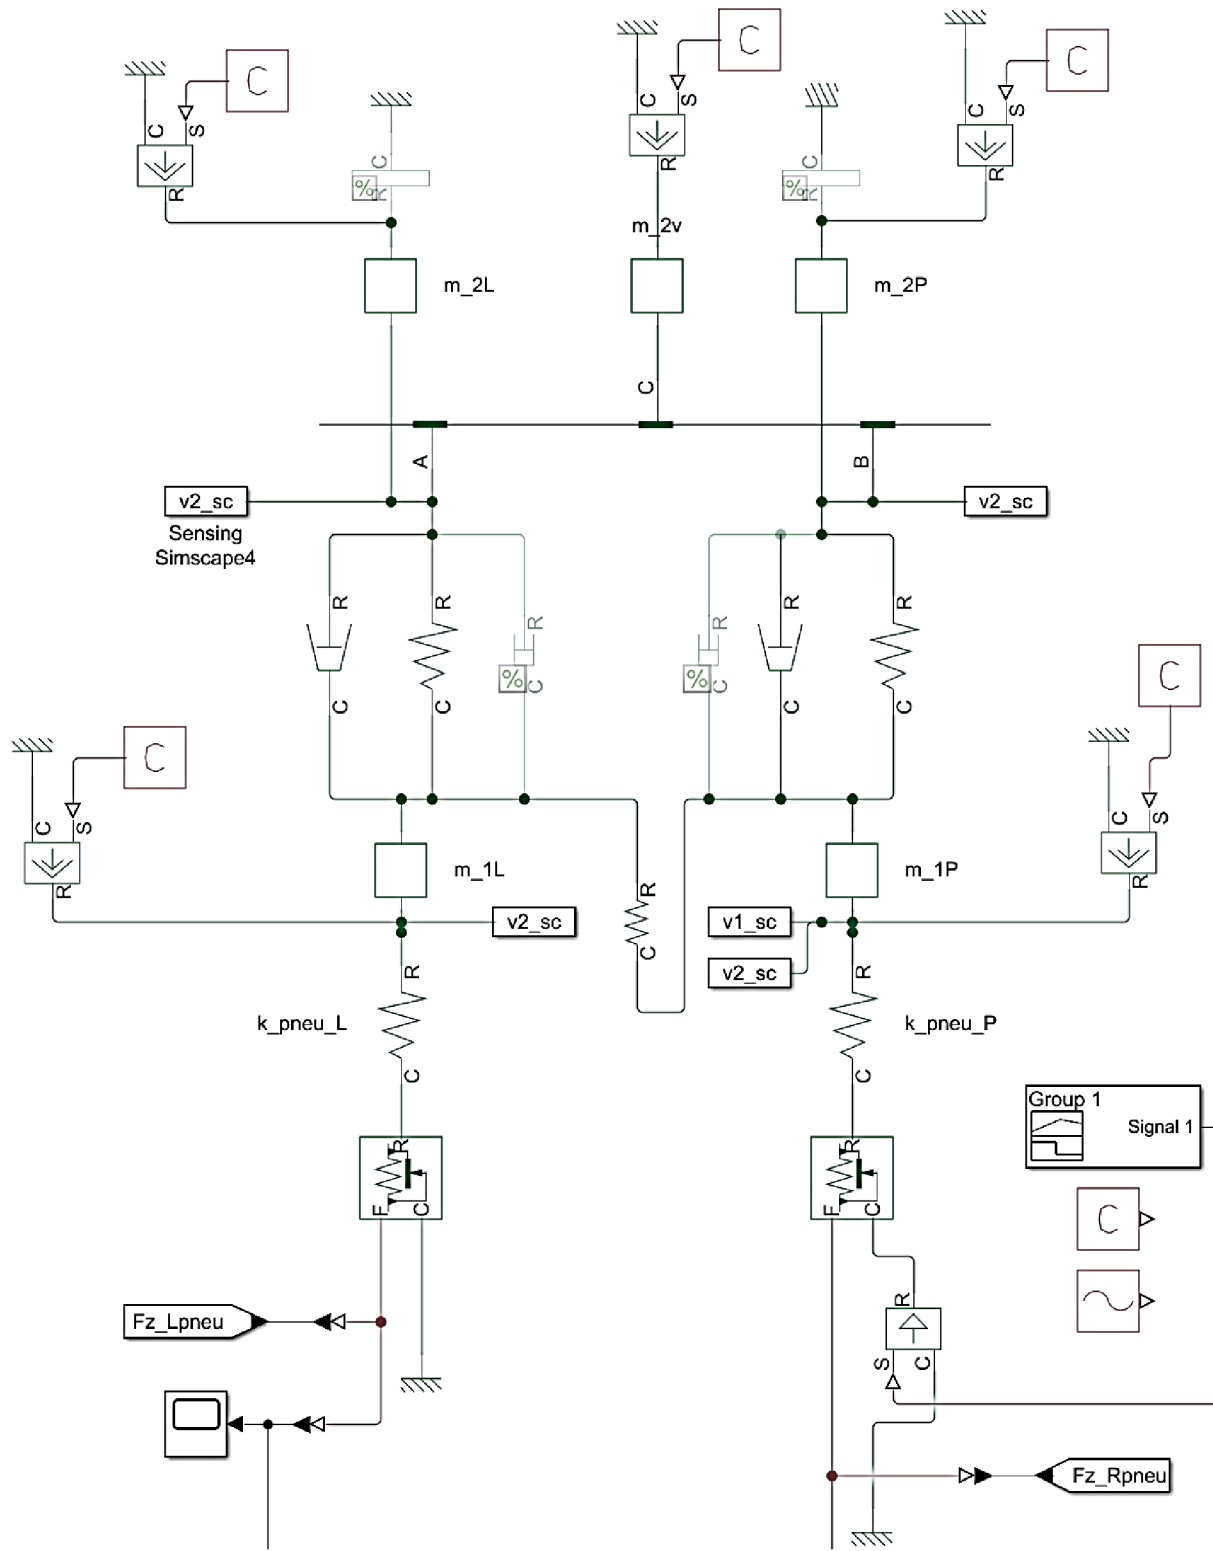 C
C
C
C
S
C
S
C
S
C
C
R
R
R
R
R
%
%
m_2v
m_2L
m_2P
C
A
B
v2_sc
v2_sc
Sensing
Simscape4
R
R
R
R
R
R
%
C
%
C
C
C
C
C
C
C
C
S
C
S
R
R
m_1L
m_1P
R
v2_sc
v1_sc
C
v2_sc
R
R
k_pneu_L
k_pneu_P
C
C
Group 1
Signal 1
R
R
F
C
F
C
C
R
Fz_Lpneu
S
C
Fz_Rpneu